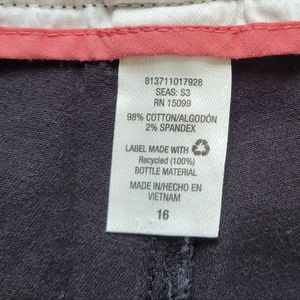 813711017928
SEAS: S3
RN 15099
98% COTTON/ALGODÓN
2% SPANDEX
LABEL MADE WITH
Recycled (100%)
BOTTLE MATERIAL
MADE IN/HECHO EN
VIETNAM
16